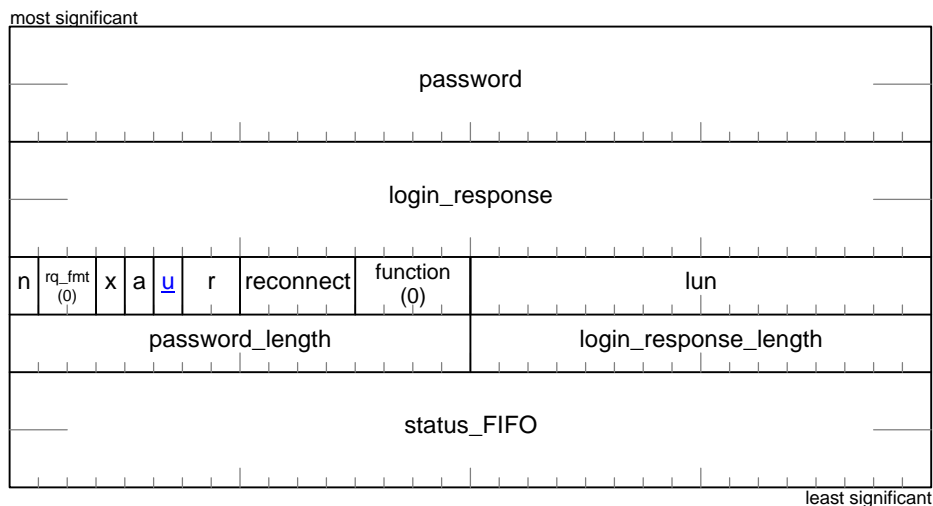 most significant
password
login_response
n rq_fmt x a u r reconnect function lun
(0) (0)
password_length login_response_length
status_FIFO
least significant